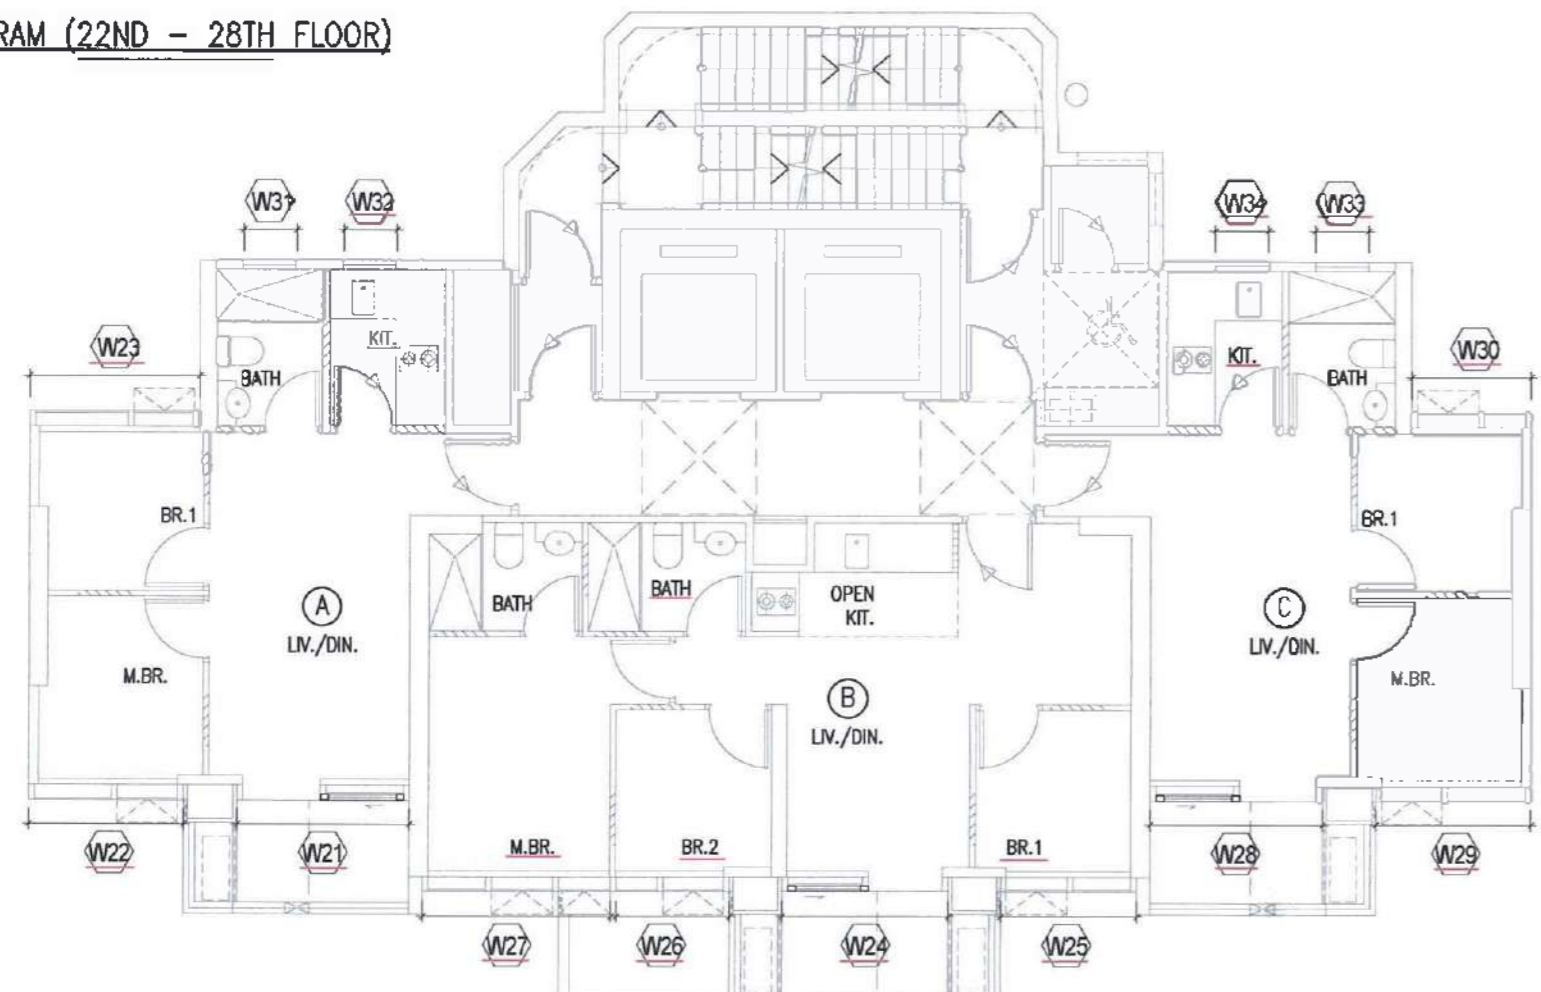 RAM (22ND - 28TH FLOOR)
W31
W32
W34
W33
W23
KIT.
BATH
KIT.
BATH
W30
BR.1
BR.1
A
LIV./DIN.
BATH
BATH
OPEN
KIT.
C
LIV./DIN.
M.BR.
M.BR.
B
LIV./DIN.
W22
W21
M.BR.
BR.2
BR.1
W28
W29
W27
W26
W24
W25